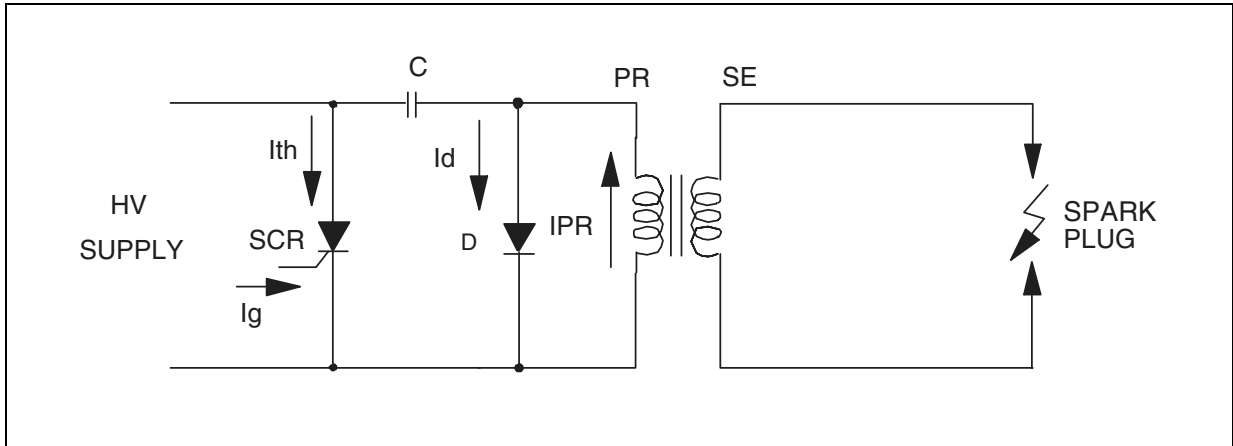 C
PR
SE
Ith
Id
HV
SUPPLY
SCR
D
IPR
SPARK
PLUG
Ig